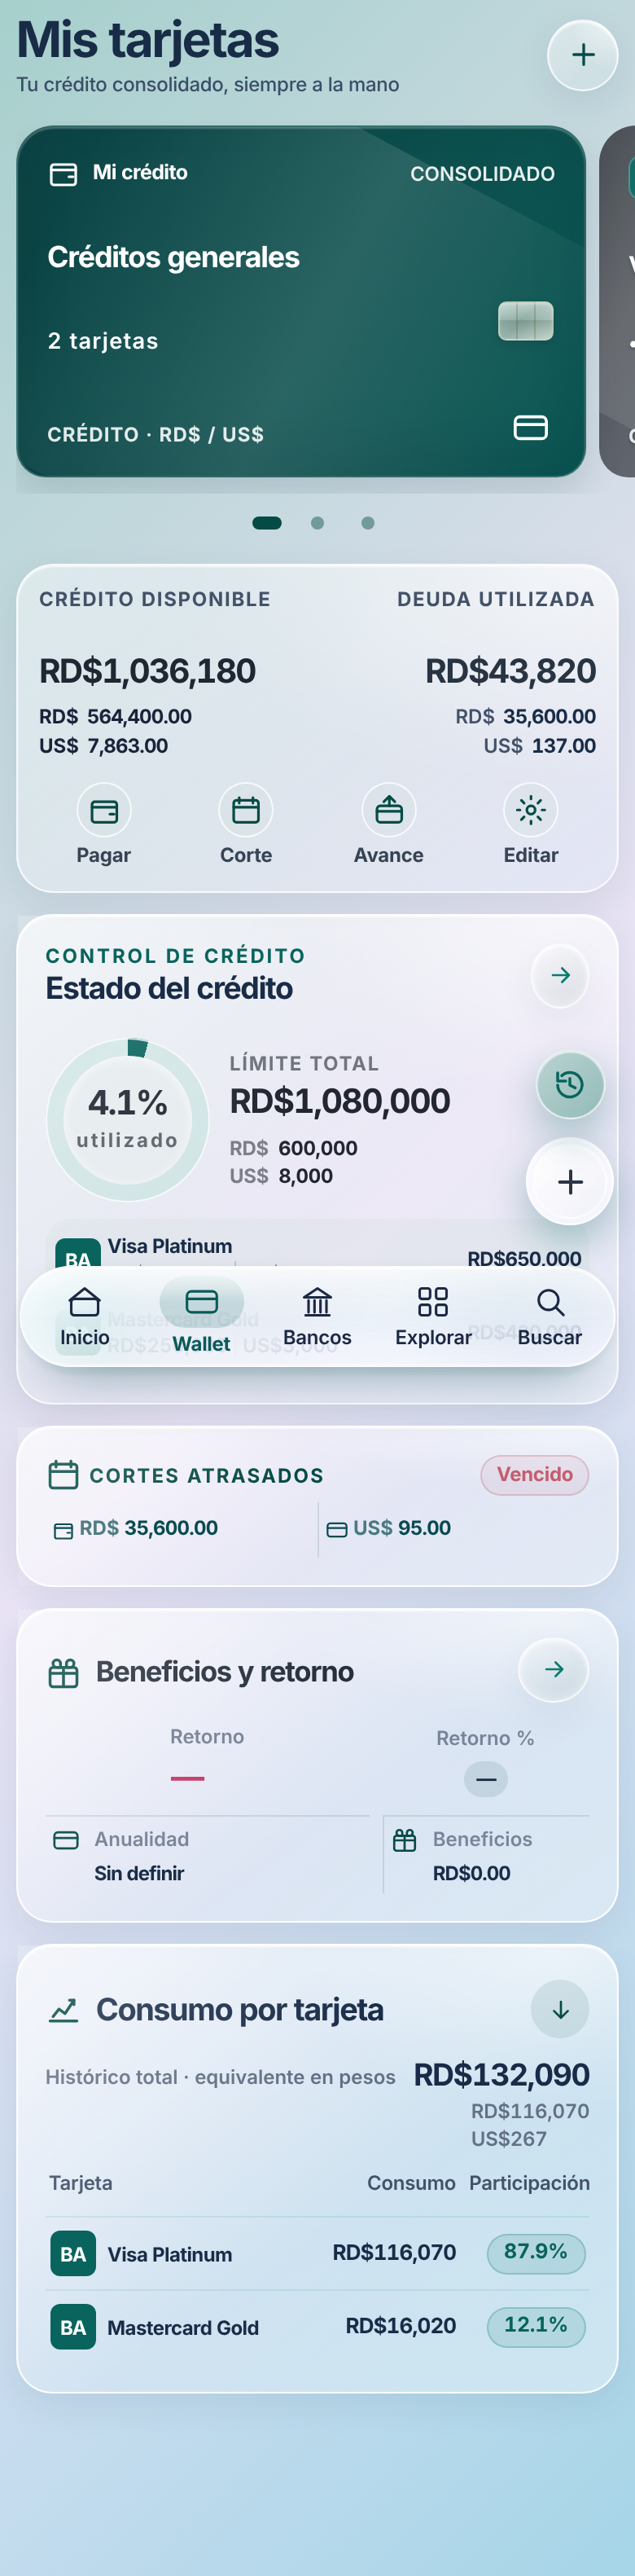 Mis tarjetas
Tu crédito consolidado, siempre a la mano
Mi crédito
CONSOLIDADO
Créditos generales
2 tarjetas
CRÉDITO · RD$ / US$
CRÉDITO DISPONIBLE
DEUDA UTILIZADA
RD$1,036,180
RD$43,820
RD$ 564,400.00
RD$ 35,600.00
US$ 7,863.00
US$ 137.00
Pagar
Corte
Avance
Editar
CONTROL DE CRÉDITO
Estado del crédito
4.1%
utilizado
LÍMITE TOTAL
RD$1,080,000
RD$ 600,000
US$ 8,000
BA
Visa Platinum
RD$650,000
Mastercard Gold
Inicio
Wallet
Bancos
Explorar
Buscar
CORTES ATRASADOS
Vencido
RD$ 35,600.00
US$ 95.00
Beneficios y retorno
Retorno
Retorno %
—
—
Anualidad
Sin definir
Beneficios
RD$0.00
Consumo por tarjeta
Histórico total · equivalente en pesos
RD$132,090
RD$116,070
US$267
Tarjeta
Consumo
Participación
BA
Visa Platinum
RD$116,070
87.9%
BA
Mastercard Gold
RD$16,020
12.1%